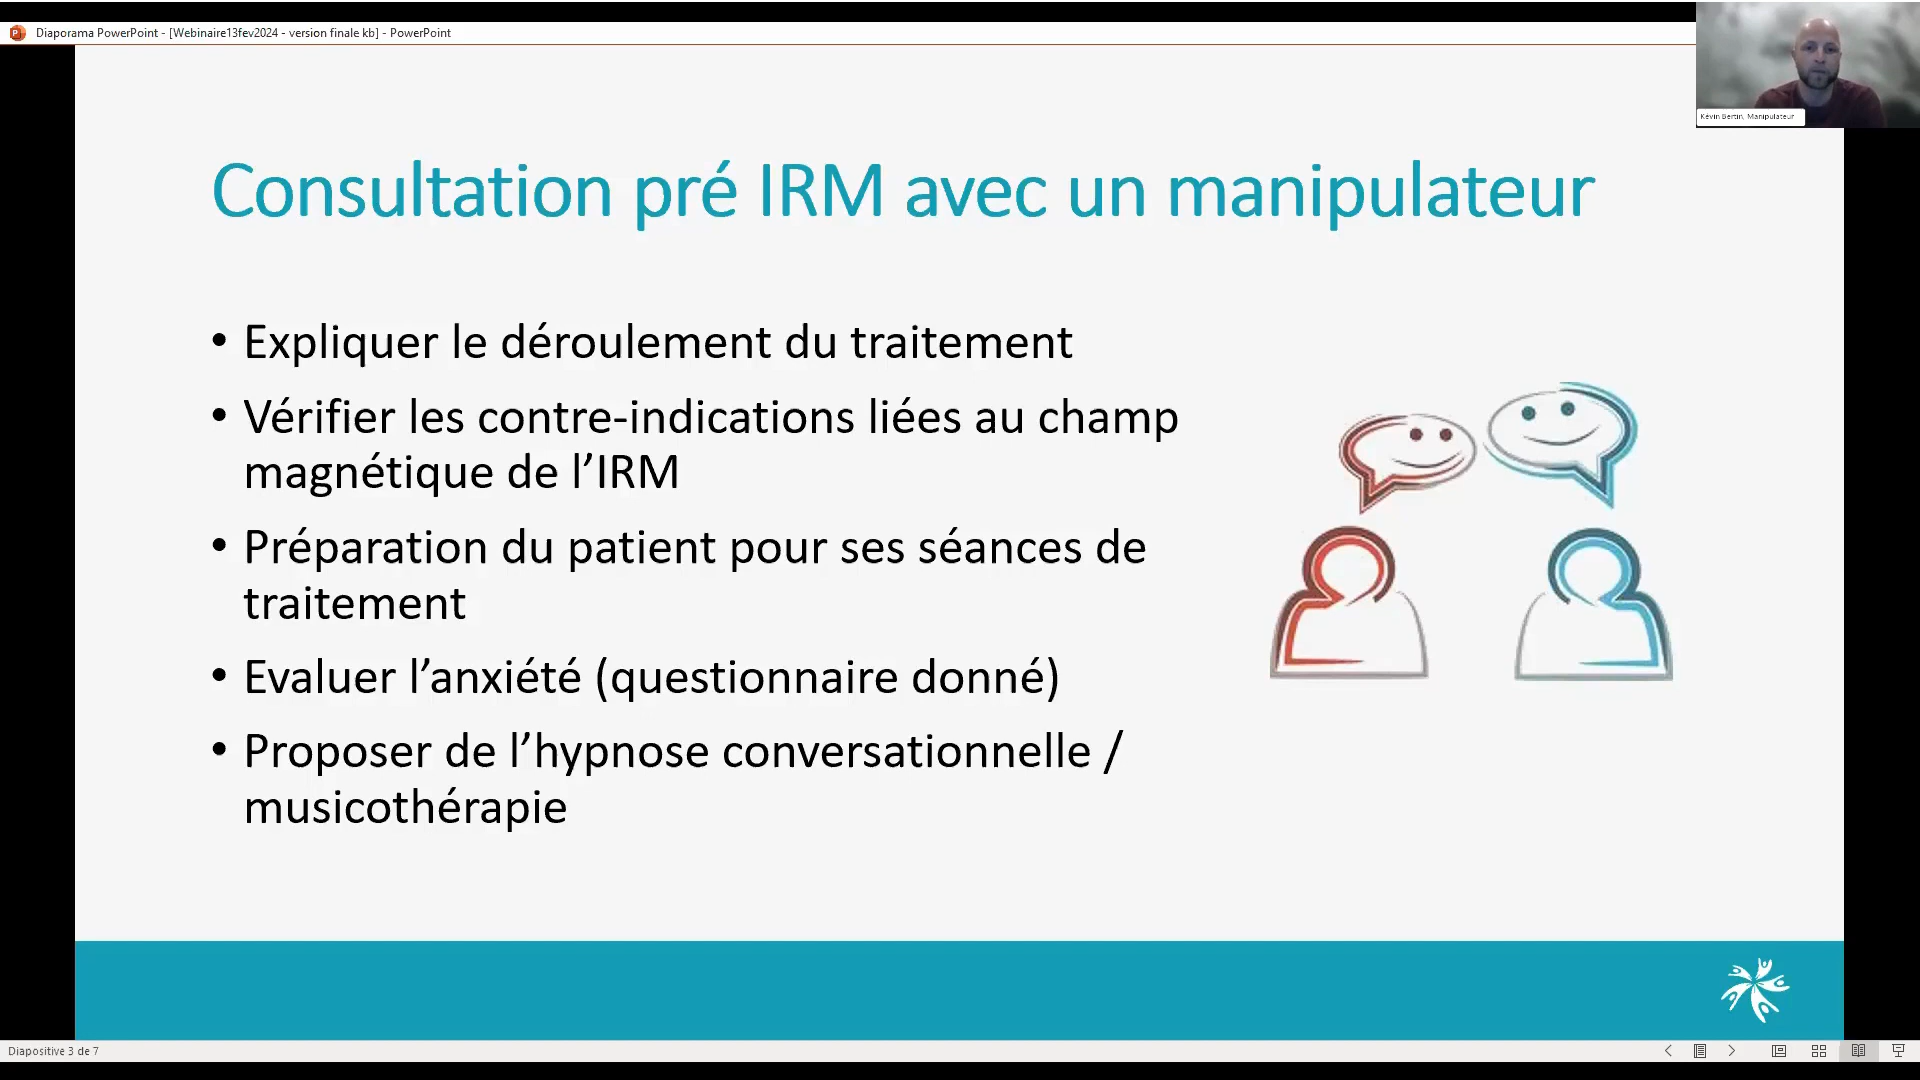 Diaporama PowerPoint - [Webinaire13fev2024 - version finale kb] - PowerPoint
Kévin Bertin, Manipulateur
Consultation pré IRM avec un manipulateur
• Expliquer le déroulement du traitement
• Vérifier les contre-indications liées au champ
magnétique de l’IRM
• Préparation du patient pour ses séances de
traitement
• Evaluer l’anxiété (questionnaire donné)
• Proposer de l’hypnose conversationnelle /
musicothérapie
Diapositive 3 de 7